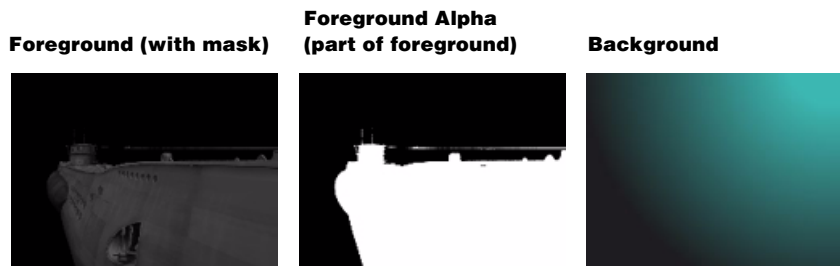 Foreground (with mask)
Foreground Alpha
(part of foreground)
Background